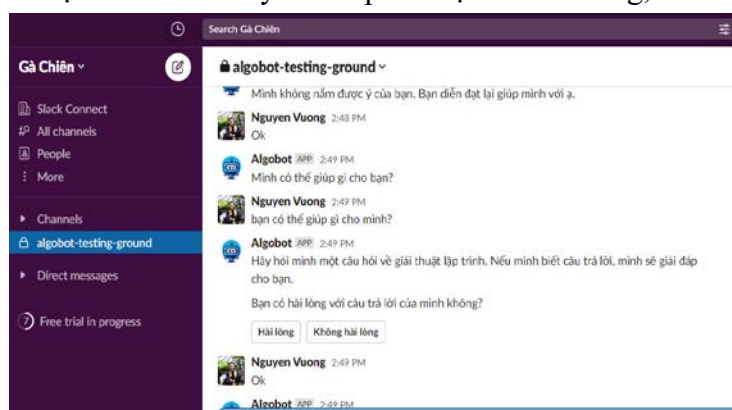 Search Gà Chiên
Gà Chiên
algobot-testing-ground
Slack Connect
All channels
People
More
Channels
algobot-testing-ground
Direct messages
7 Free trial in progress
Mình không nắm được ý của bạn. Bạn diễn đạt lại giúp mình với ạ.
Nguyen Vuong 2:48 PM
Ok
Algobot APP 2:49 PM
Mình có thể giúp gì cho bạn?
Nguyen Vuong 2:49 PM
bạn có thể giúp gì cho mình?
Algobot APP 2:49 PM
Hãy hỏi mình một câu hỏi về giải thuật lập trình. Nếu mình biết câu trả lời, mình sẽ giải đáp
cho bạn.
Bạn có hài lòng với câu trả lời của mình không?
Hài lòng Không hài lòng
Nguyen Vuong 2:49 PM
Ok
Algobot APP 2:49 PM